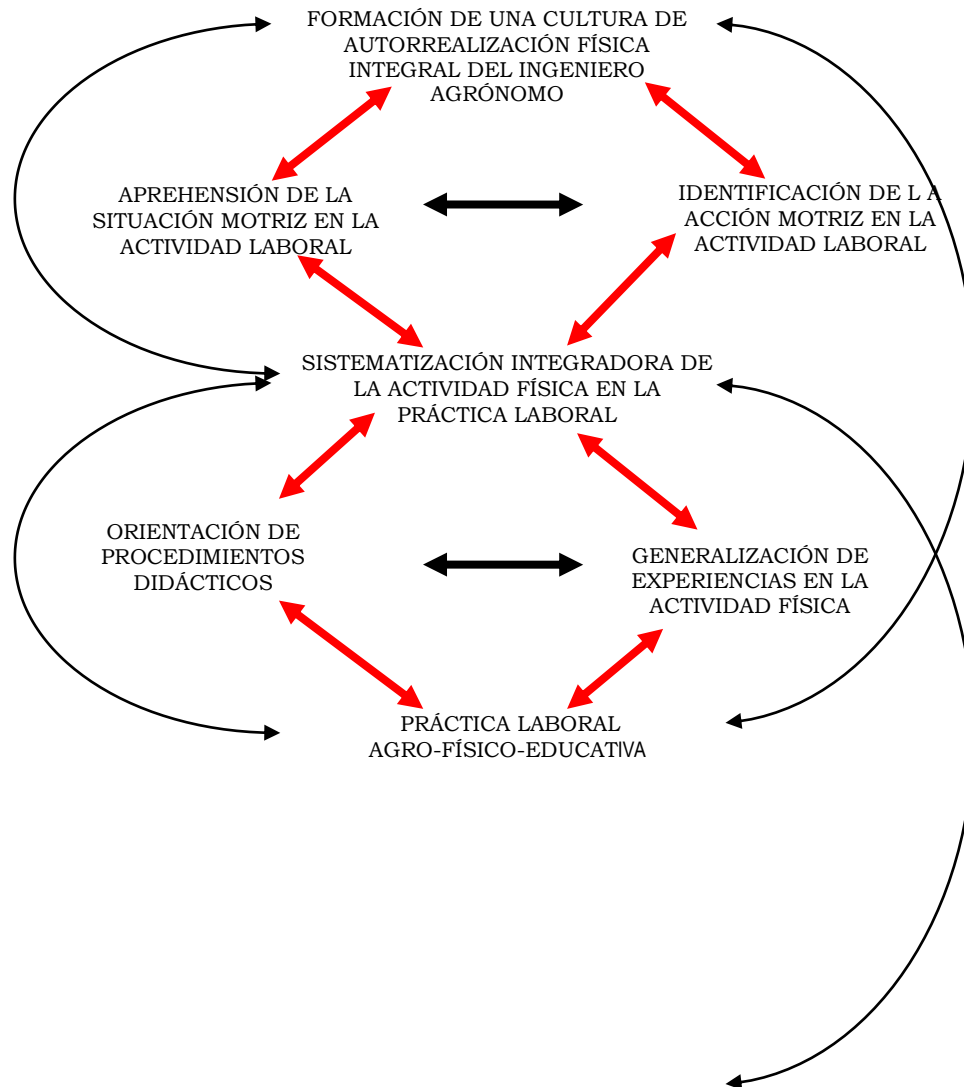 FORMACIÓN DE UNA CULTURA DE
AUTORREALIZACIÓN FÍSICA
INTEGRAL DEL INGENIERO
AGRÓNOMO
APREHENSIÓN DE LA
SITUACIÓN MOTRIZ EN LA
ACTIVIDAD LABORAL
IDENTIFICACIÓN DE L A
ACCIÓN MOTRIZ EN LA
ACTIVIDAD LABORAL
SISTEMATIZACIÓN INTEGRADORA DE
LA ACTIVIDAD FÍSICA EN LA
PRÁCTICA LABORAL
ORIENTACIÓN DE
PROCEDIMIENTOS
DIDÁCTICOS
GENERALIZACIÓN DE
EXPERIENCIAS EN LA
ACTIVIDAD FÍSICA
PRÁCTICA LABORAL
AGRO-FÍSICO-EDUCATIVA